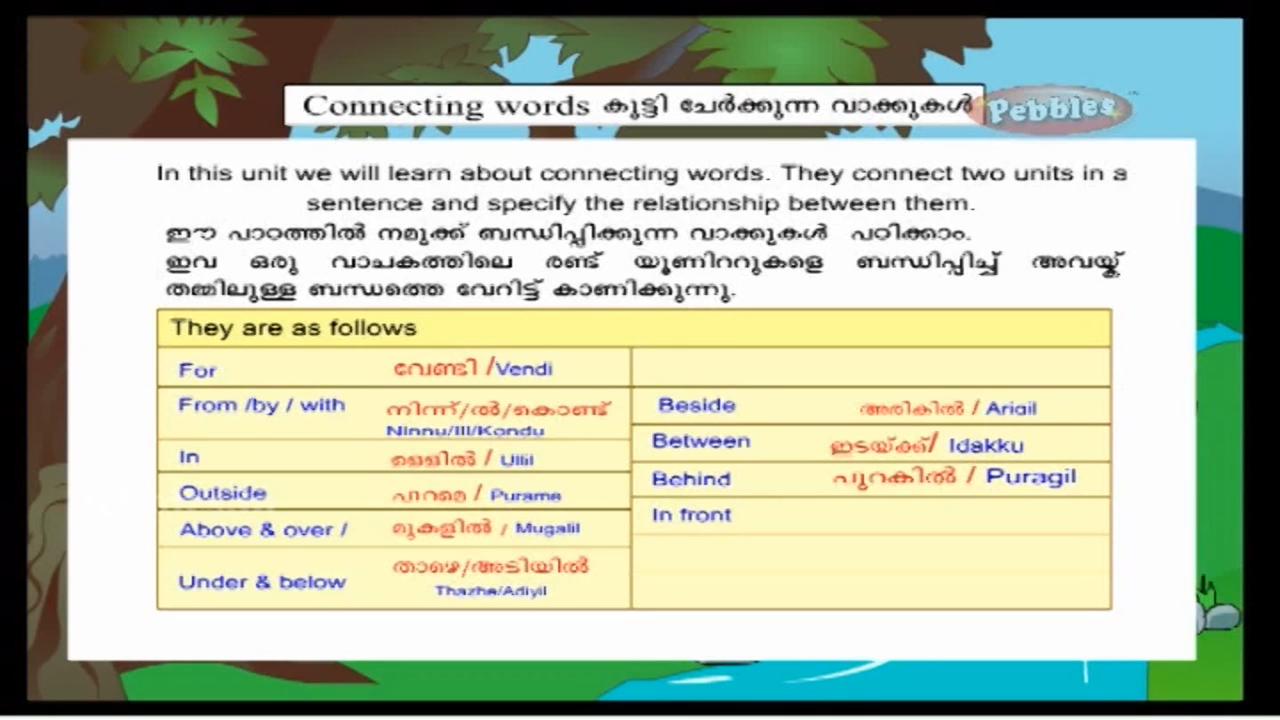 Connecting words കൂട്ടി ചേർക്കുന്ന വാക്കുകൾ
Pebbles
In this unit we will learn about connecting words. They connect two units in a
sentence and specify the relationship between them.
ഈ പാഠത്തിൽ നമുക്ക് ബന്ധിപ്പിക്കുന്ന വാക്കുകൾ പഠിക്കാം.
ഇവ ഒരു വാചകത്തിലെ രണ്ട് യൂണിററുകളെ ബന്ധിപ്പിച്ച് അവയ്ക്ക്
തമ്മിലുള്ള ബന്ധത്തെ വേറിട്ട് കാണിക്കുന്നു.
They are as follows
For വേണ്ടി /Vendi
From /by / with നിന്ന്/ൽ/കൊണ്ട്
Ninnu/Ill/Kondu
In / Ullil
Outside / Purame
Above & over / മുകളിൽ / Mugalil
Under & below താഴെ/അടിയിൽ
Thazhe/Adiyil
Beside അരികിൽ /
Between ഇടയ്ക്ക്/ Idakku
Behind പുറകിൽ / Puragil
In front